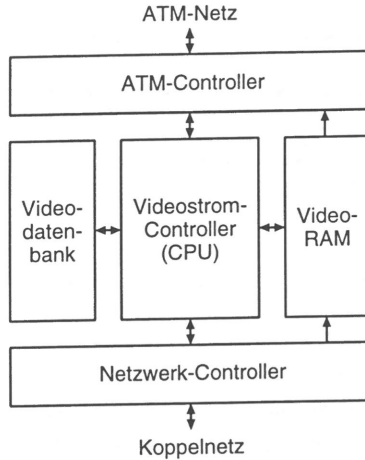 ATM-Netz
ATM-Controller
Video-
daten-
bank
Videostrom-
Controller
(CPU)
Video-
RAM
Netzwerk-Controller
Koppelnetz